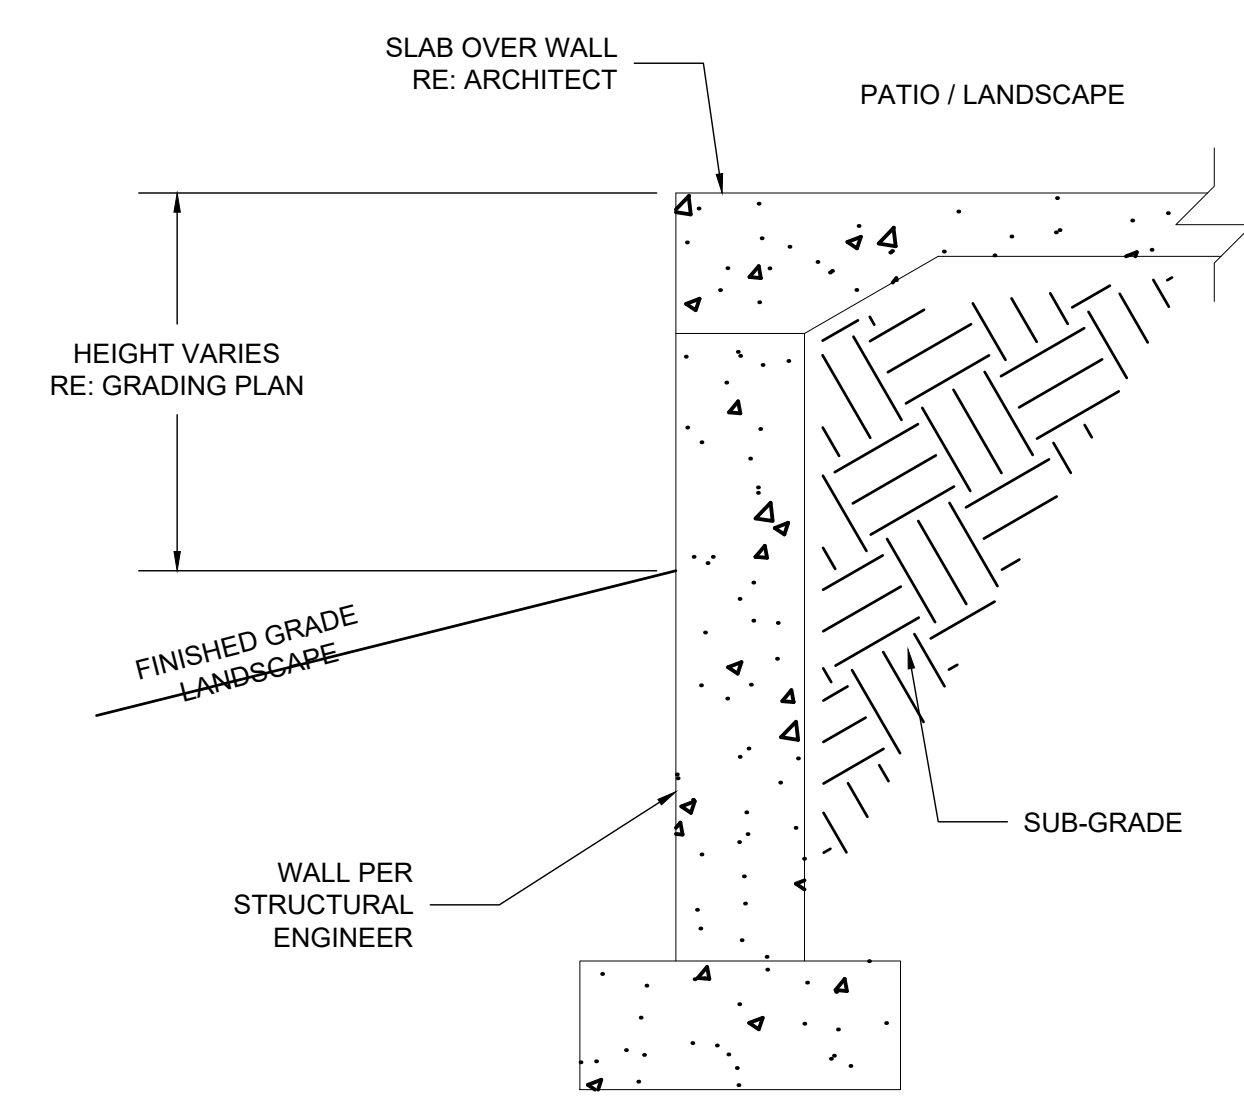 SLAB OVER WALL
RE: ARCHITECT
PATIO / LANDSCAPE
HEIGHT VARIES
RE: GRADING PLAN
FINISHED GRADE
LANDSCAPE
SUB-GRADE
WALL PER
STRUCTURAL
ENGINEER